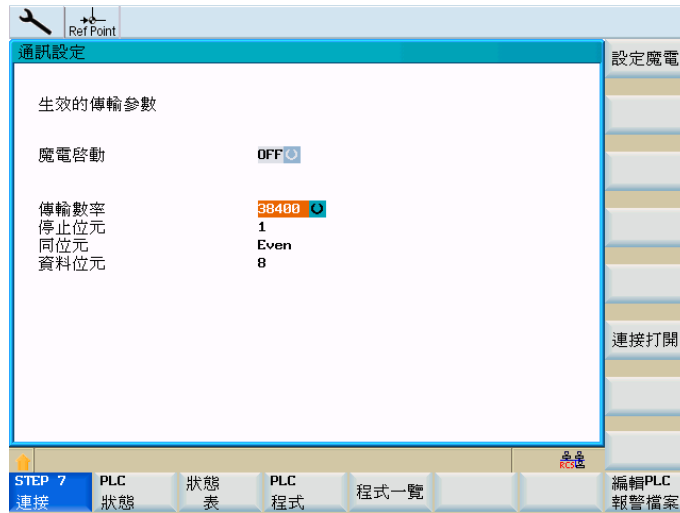 Ref Point
通訊設定
設定魔電
生效的傳輸參數
魔電啓動 OFF
傳輸數率 38400
停止位元 1
同位元 Even
資料位元 8
連接打開
RCS
STEP 7 連接
PLC 狀態
狀態表
PLC 程式
程式一覽
編輯PLC 報警檔案